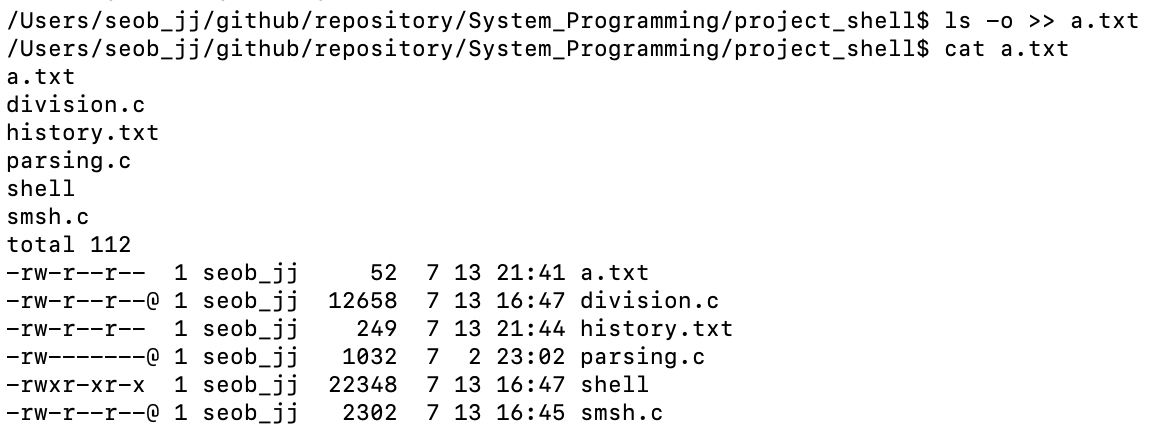 /Users/seob_jj/github/repository/System_Programming/project_shell$ ls -o >> a.txt
/Users/seob_jj/github/repository/System_Programming/project_shell$ cat a.txt
a.txt
division.c
history.txt
parsing.c
shell
smsh.c
total 112
-rw-r--r--  1 seob_jj     52  7 13 21:41 a.txt
-rw-r--r--@ 1 seob_jj  12658  7 13 16:47 division.c
-rw-r--r--  1 seob_jj    249  7 13 21:44 history.txt
-rw-------@ 1 seob_jj   1032  7  2 23:02 parsing.c
-rwxr-xr-x  1 seob_jj  22348  7 13 16:47 shell
-rw-r--r--@ 1 seob_jj   2302  7 13 16:45 smsh.c